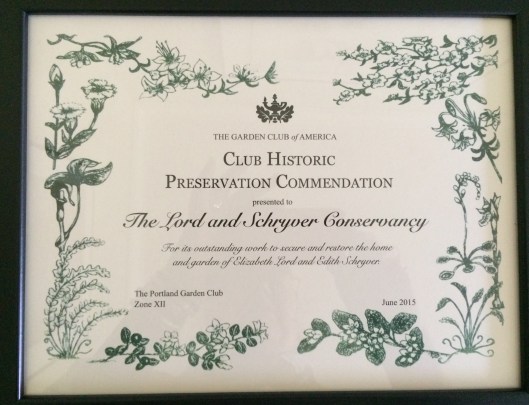 THE GARDEN CLUB of AMERICA
CLUB HISTORIC
PRESERVATION COMMENDATION
presented to
The Lord and Schryver Conservancy
For its outstanding work to secure and restore the home
and garden of Elizabeth Lord and Edith Schryver.
The Portland Garden Club
Zone XII
June 2015